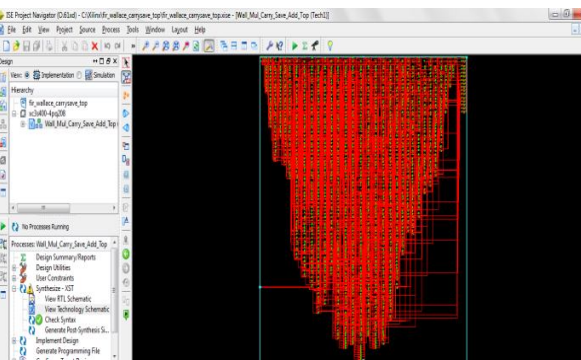 ISE Project Navigator (O.61xd) - C:\Xilinx\fir_wallace_carrysave_top\fir_wallace_carrysave_top.xise - [Wall_Mul_Carry_Save_Add_Top (Tech1)]
File Edit View Project Source Process Tools Window Layout Help
Design
View: Implementation Simulation
Hierarchy
fir_wallace_carrysave_top
xc3s400-4pq208
Wall_Mul_Carry_Save_Add_Top
No Processes Running
Processes: Wall_Mul_Carry_Save_Add_Top
Design Summary/Reports
Design Utilities
User Constraints
Synthesize - XST
View RTL Schematic
View Technology Schematic
Check Syntax
Generate Post-Synthesis Si...
Implement Design
Generate Programming File